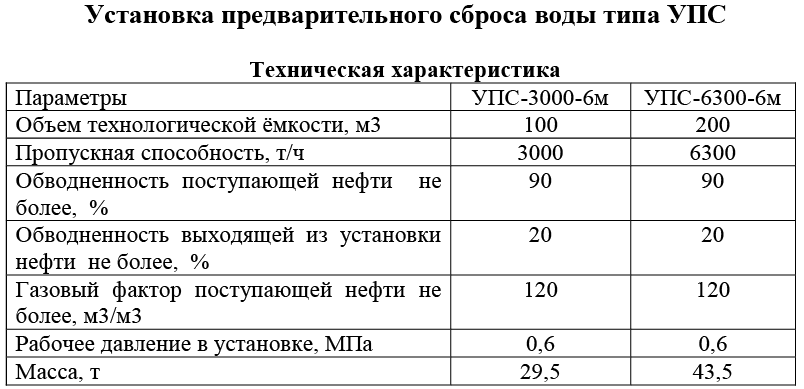 Установка предварительного сброса воды типа УПС
Техническая характеристика
Параметры УПС-3000-6м УПС-6300-6м
Объем технологической ёмкости, м3 100 200
Пропускная способность, т/ч 3000 6300
Обводненность поступающей нефти не 90 90
более, %
Обводненность выходящей из установки 20 20
нефти не более, %
Газовый фактор поступающей нефти не 120 120
более, м3/м3
Рабочее давление в установке, МПа 0,6 0,6
Масса, т 29,5 43,5